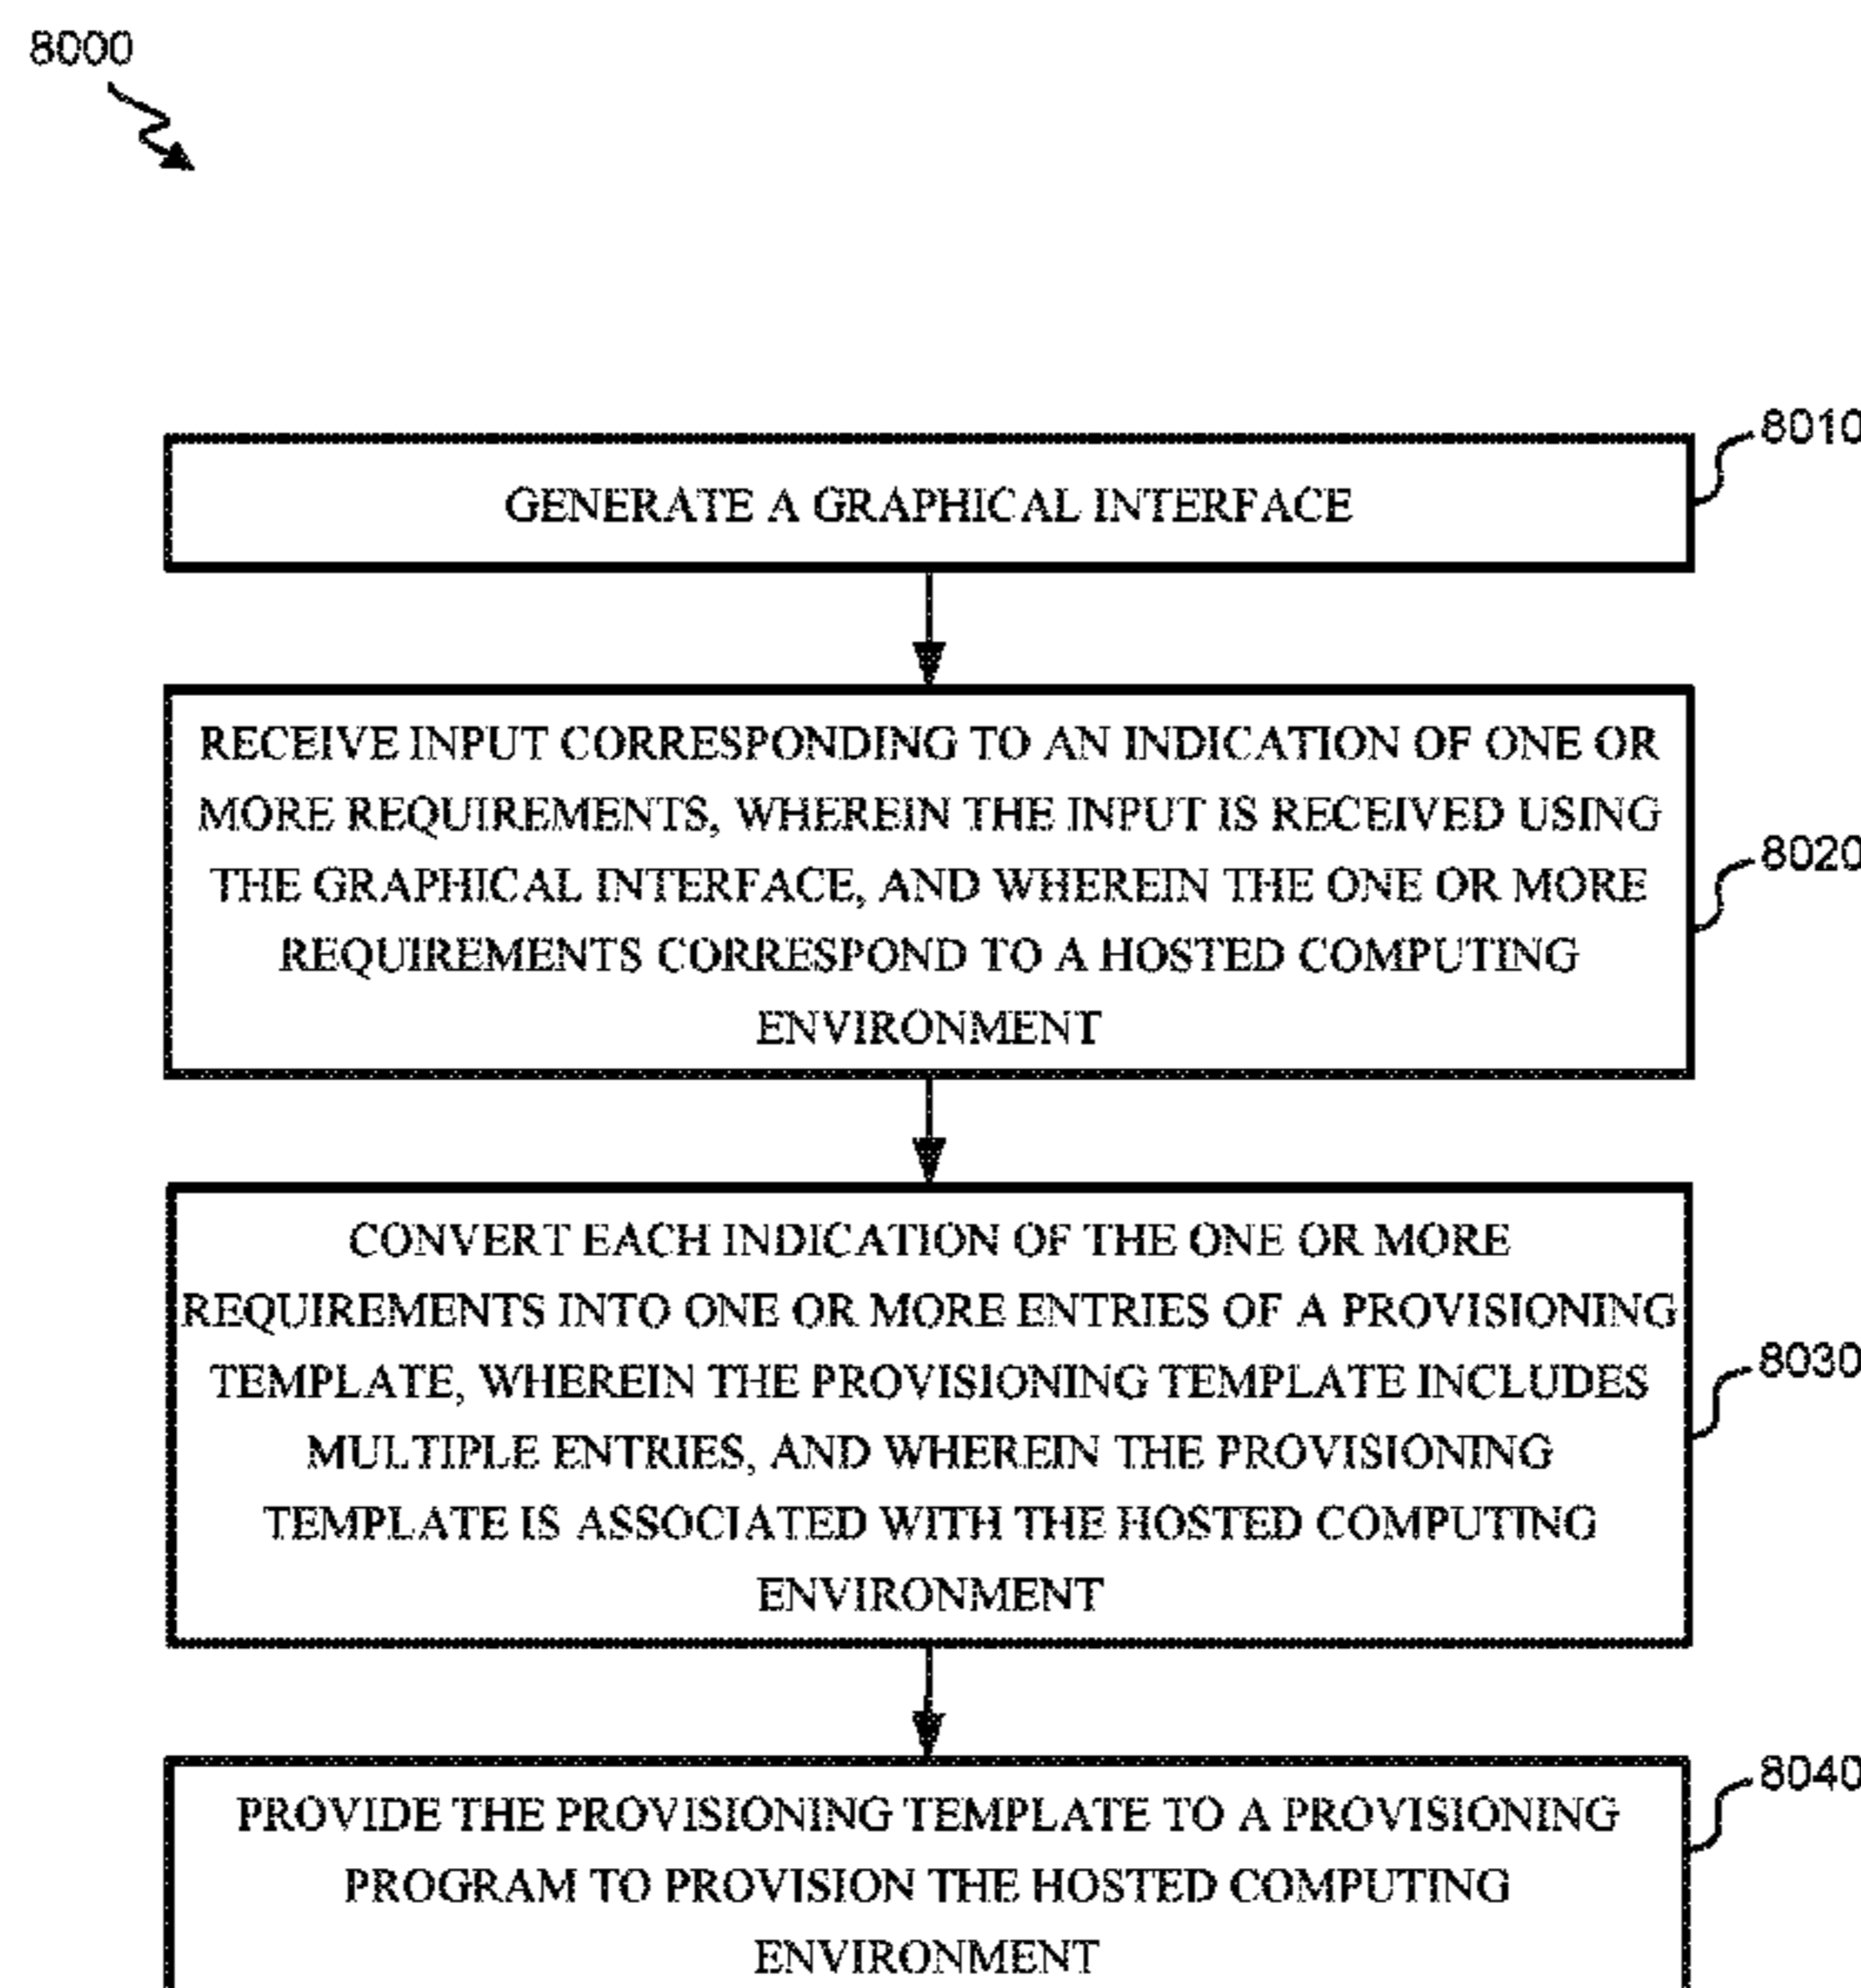 8000
8010
GENERATE A GRAPHICAL INTERFACE
RECEIVE INPUT CORRESPONDING TO AN INDICATION OF ONE OR
MORE REQUIREMENTS, WHEREIN THE INPUT IS RECEIVED USING
8020
THE GRAPHICAL INTERFACE, AND WHEREIN THE ONE OR MORE
REQUIREMENTS CORRESPOND TO A HOSTED COMPUTING
ENVIRONMENT
CONVERT EACH INDICATION OF THE ONE OR MORE
REQUIREMENTS INTO ONE OR MORE ENTRIES OF A PROVISIONING
8030
TEMPLATE, WHEREIN THE PROVISIONING TEMPLATE INCLUDES
MULTIPLE ENTRIES, AND WHEREIN THE PROVISIONING
TEMPLATE IS ASSOCIATED WITH THE HOSTED COMPUTING
ENVIRONMENT
8040
PROVIDE THE PROVISIONING TEMPLATE TO A PROVISIONING
PROGRAM TO PROVISION THE HOSTED COMPUTING
ENVIRONMENT